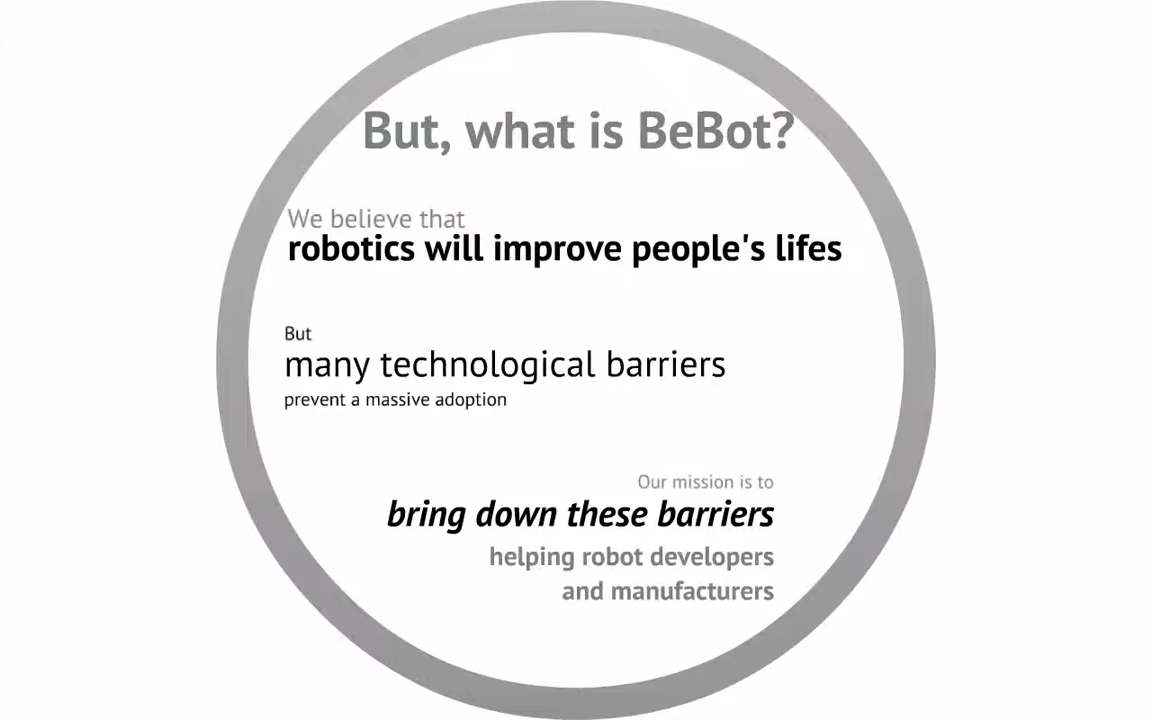 But, what is BeBot?
We believe that
robotics will improve people's lifes
But
many technological barriers
prevent a massive adoption
Our mission is to
bring down these barriers
helping robot developers
and manufacturers